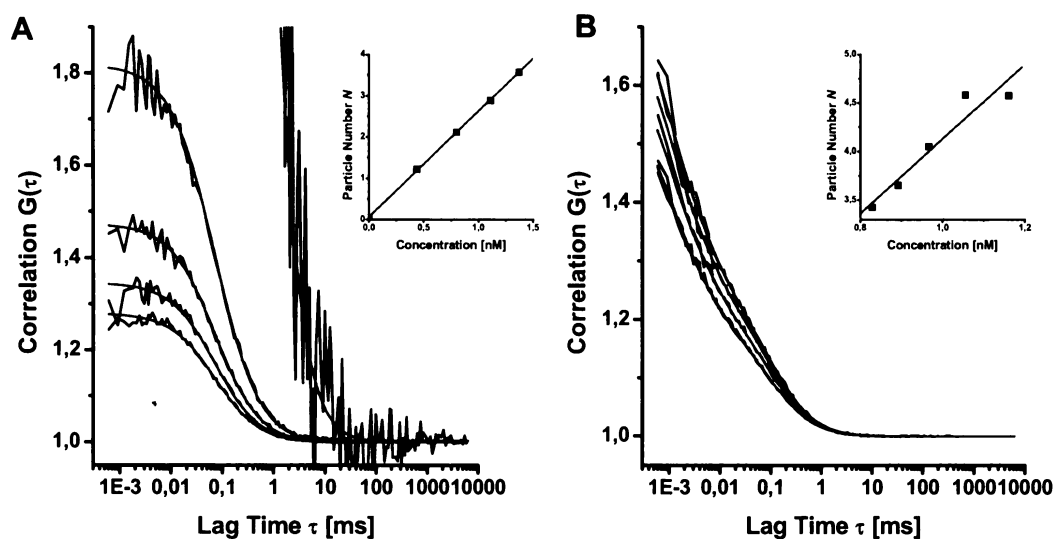 A
Correlation G(τ)
1,8
1,6
1,4
1,2
1,0
1E-3 0,01 0,1 1 10 100 100010000
Lag Time τ [ms]
Particle Number N
4
3
2
1
0
0,0 0,5 1,0 1,5
Concentration [nM]
B
Correlation G(τ)
1,6
1,4
1,2
1,0
1E-3 0,01 0,1 1 10 100 100010000
Lag Time τ [ms]
Particle Number N
5,0
4,5
4,0
3,5
0,8 1,0 1,2
Concentration [nM]